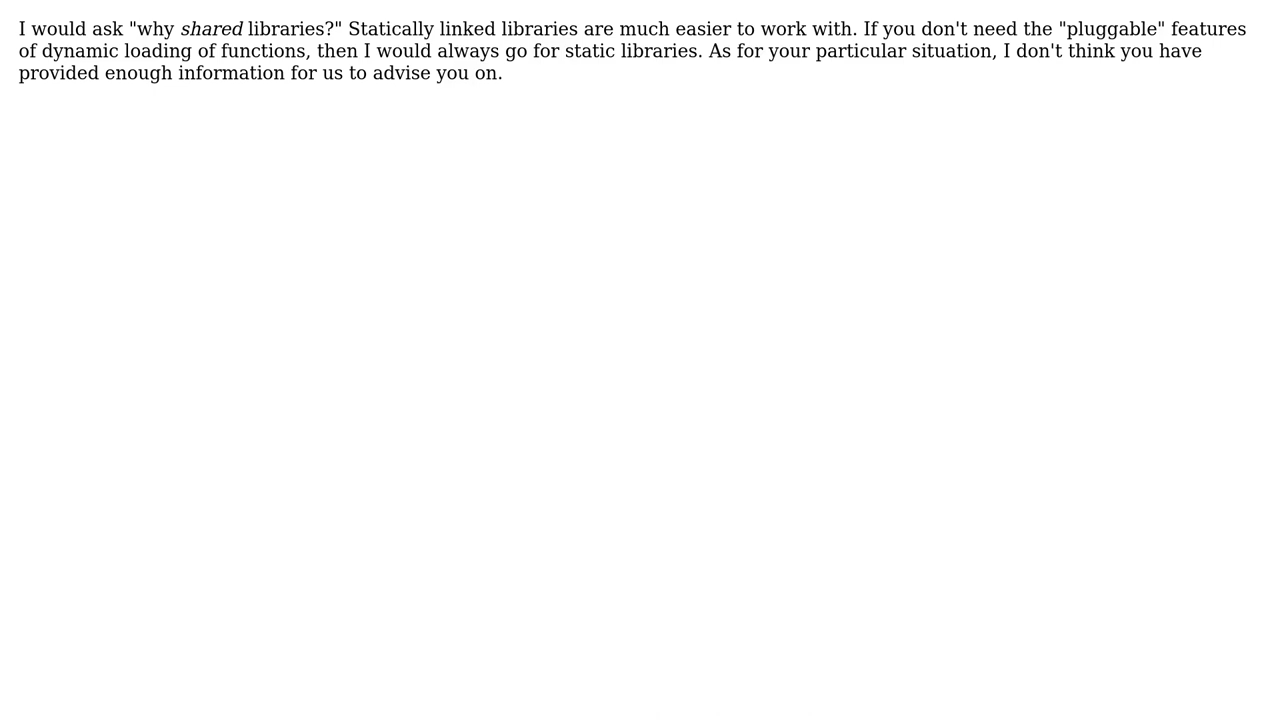 I would ask "why shared libraries?" Statically linked libraries are much easier to work with. If you don't need the "pluggable" features
of dynamic loading of functions, then I would always go for static libraries. As for your particular situation, I don't think you have
provided enough information for us to advise you on.